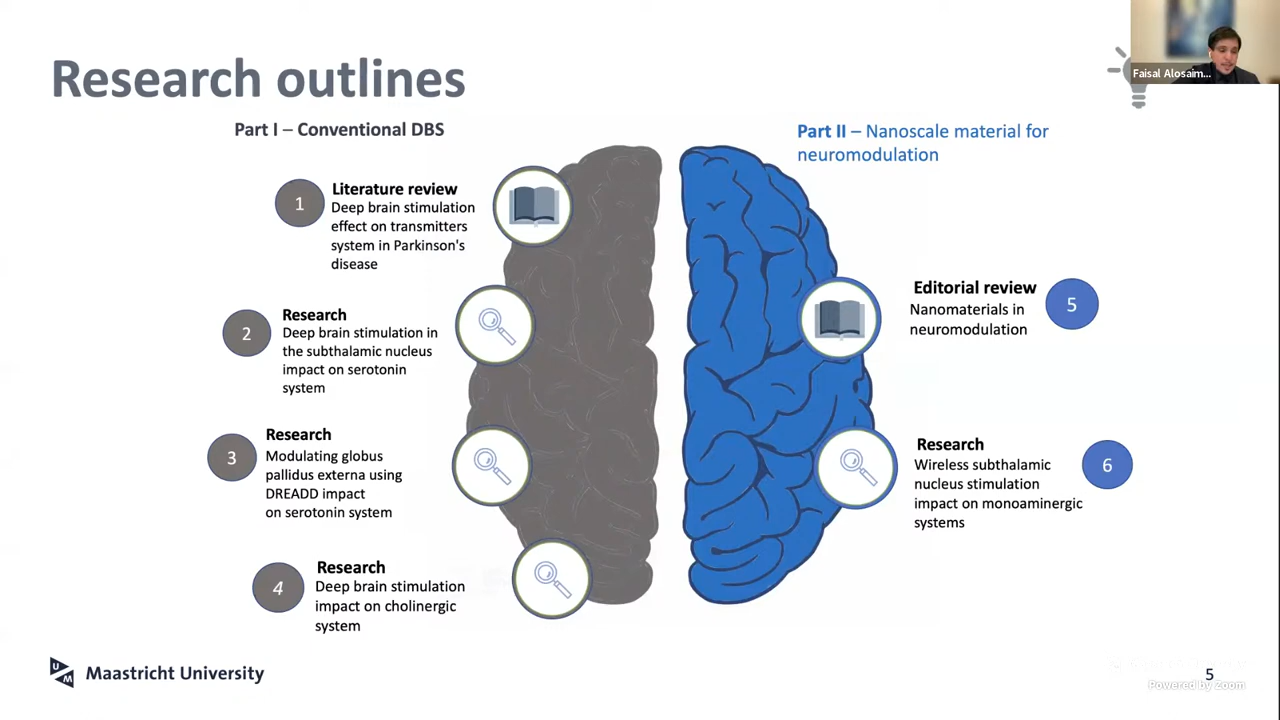 Research outlines
Faisal Alosaim...
Part I – Conventional DBS
Part II – Nanoscale material for
neuromodulation
1
Literature review
Deep brain stimulation
effect on transmitters
system in Parkinson's
disease
2
Research
Deep brain stimulation in
the subthalamic nucleus
impact on serotonin
system
3
Research
Modulating globus
pallidus externa using
DREADD impact
on serotonin system
4
Research
Deep brain stimulation
impact on cholinergic
system
Editorial review
Nanomaterials in
neuromodulation
5
Research
Wireless subthalamic
nucleus stimulation
impact on monoaminergic
systems
6
UM
Maastricht University
5
Powered by Zoom